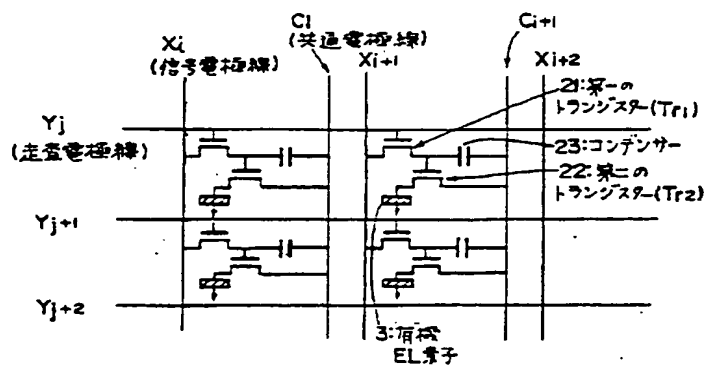 Xi
(信号電極線)
Ci
(共通電極線)
Xi+1
Ci+1
Xi+2
21:第一の
トランジスター(Tr1)
Yj
(走査電極線)
23:コンデンサー
22:第二の
トランジスター(Tr2)
Yj+1
Yj+2
3:有機
EL素子